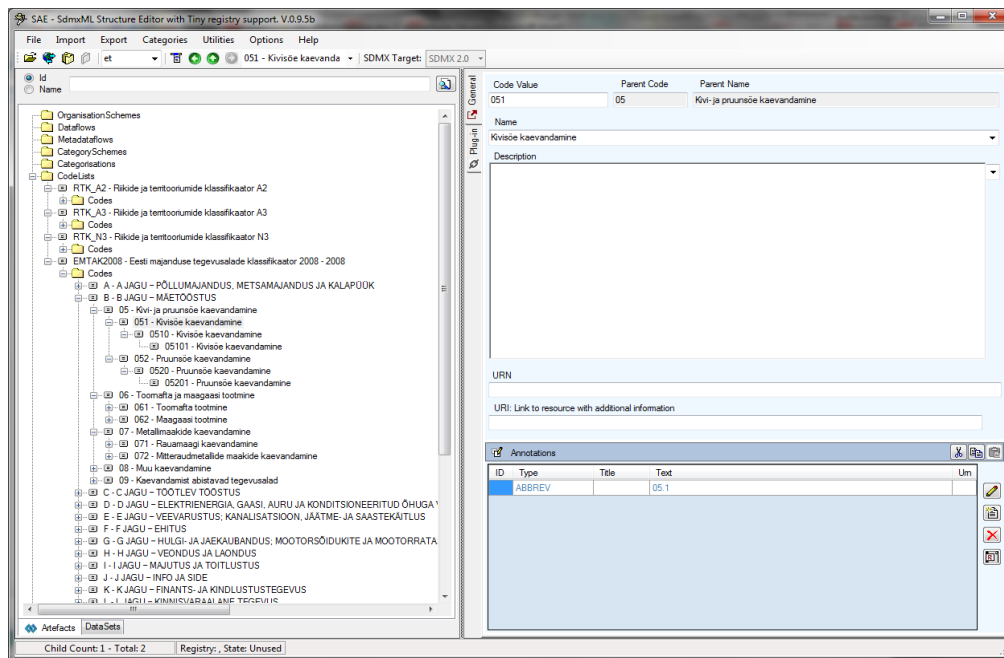 SAE - SdmxML Structure Editor with Tiny registry support. V.0.9.5b
File Import Export Categories Utilities Options Help
et 051 - Kivisöe kaevanda SDMX Target: SDMX 2.0
Id
Name
OrganisationSchemes
Dataflows
Metadataflows
CategorySchemes
Categorisations
CodeLists
RTK_A2 - Riikide ja territooriumide klassifikaator A2
Codes
RTK_A3 - Riikide ja territooriumide klassifikaator A3
Codes
RTK_N3 - Riikide ja territooriumide klassifikaator N3
Codes
EMTAK2008 - Eesti majanduse tegevusalade klassifikaator 2008 - 2008
Codes
A - A JAGU – PÕLLUMAJANDUS, METSAMAJANDUS JA KALAPÜÜK
B - B JAGU – MÄETÖÖSTUS
05 - Kivi- ja pruunsöe kaevandamine
051 - Kivisöe kaevandamine
0510 - Kivisöe kaevandamine
05101 - Kivisöe kaevandamine
052 - Pruunsöe kaevandamine
0520 - Pruunsöe kaevandamine
05201 - Pruunsöe kaevandamine
06 - Toornafta ja maagaasi tootmine
061 - Toornafta tootmine
062 - Maagaasi tootmine
07 - Metallimaakide kaevandamine
071 - Rauamaagi kaevandamine
072 - Mitteraudmetallide maakide kaevandamine
08 - Muu kaevandamine
09 - Kaevandamist abistavad tegevusalad
C - C JAGU – TÖÖTLEV TÖÖSTUS
D - D JAGU – ELEKTRIENERGIA, GAASI, AURU JA KONDITSIONEERITUD ÕHUGA V
E - E JAGU – VEEVARUSTUS; KANALISATSIOON, JÄÄTME- JA SAASTEKÄITLUS
F - F JAGU – EHITUS
G - G JAGU – HULGI- JA JAEKAUBANDUS; MOOTORSÕIDUKITE JA MOOTORRATA
H - H JAGU – VEONDUS JA LAONDUS
I - I JAGU – MAJUTUS JA TOITLUSTUS
J - J JAGU – INFO JA SIDE
K - K JAGU – FINANTS- JA KINDLUSTUSTEGEVUS
L - L JAGU – KINNISVARAALANE TEGEVUS
Artefacts DataSets
Child Count: 1 - Total: 2 Registry: , State: Unused
General
Plug-in
Code Value Parent Code Parent Name
051 05 Kivi- ja pruunsöe kaevandamine
Name
Kivisöe kaevandamine
Description
URN
URI: Link to resource with additional information
Annotations
ID Type Title Text Urn
ABBREV 05.1